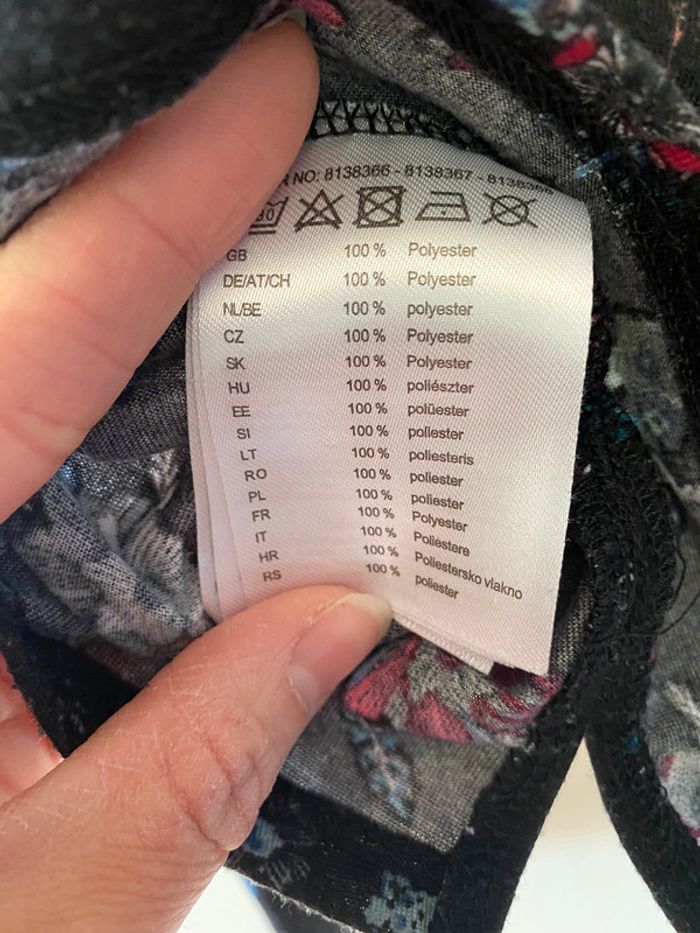 NO: 8138366 - 8138367 -
30
GB 100 % Polyester
DE/AT/CH 100 % Polyester
NL/BE 100 % polyester
CZ 100 % Polyester
SK 100 % Polyester
HU 100 % poliészter
EE 100 % polüester
SI 100 % poliester
LT 100 % poliesteris
RO 100 % poliester
PL 100 % poliester
FR 100 % Polyester
IT 100 % Poliestere
HR 100 % Poliestersko vlakno
RS 100 % poliester